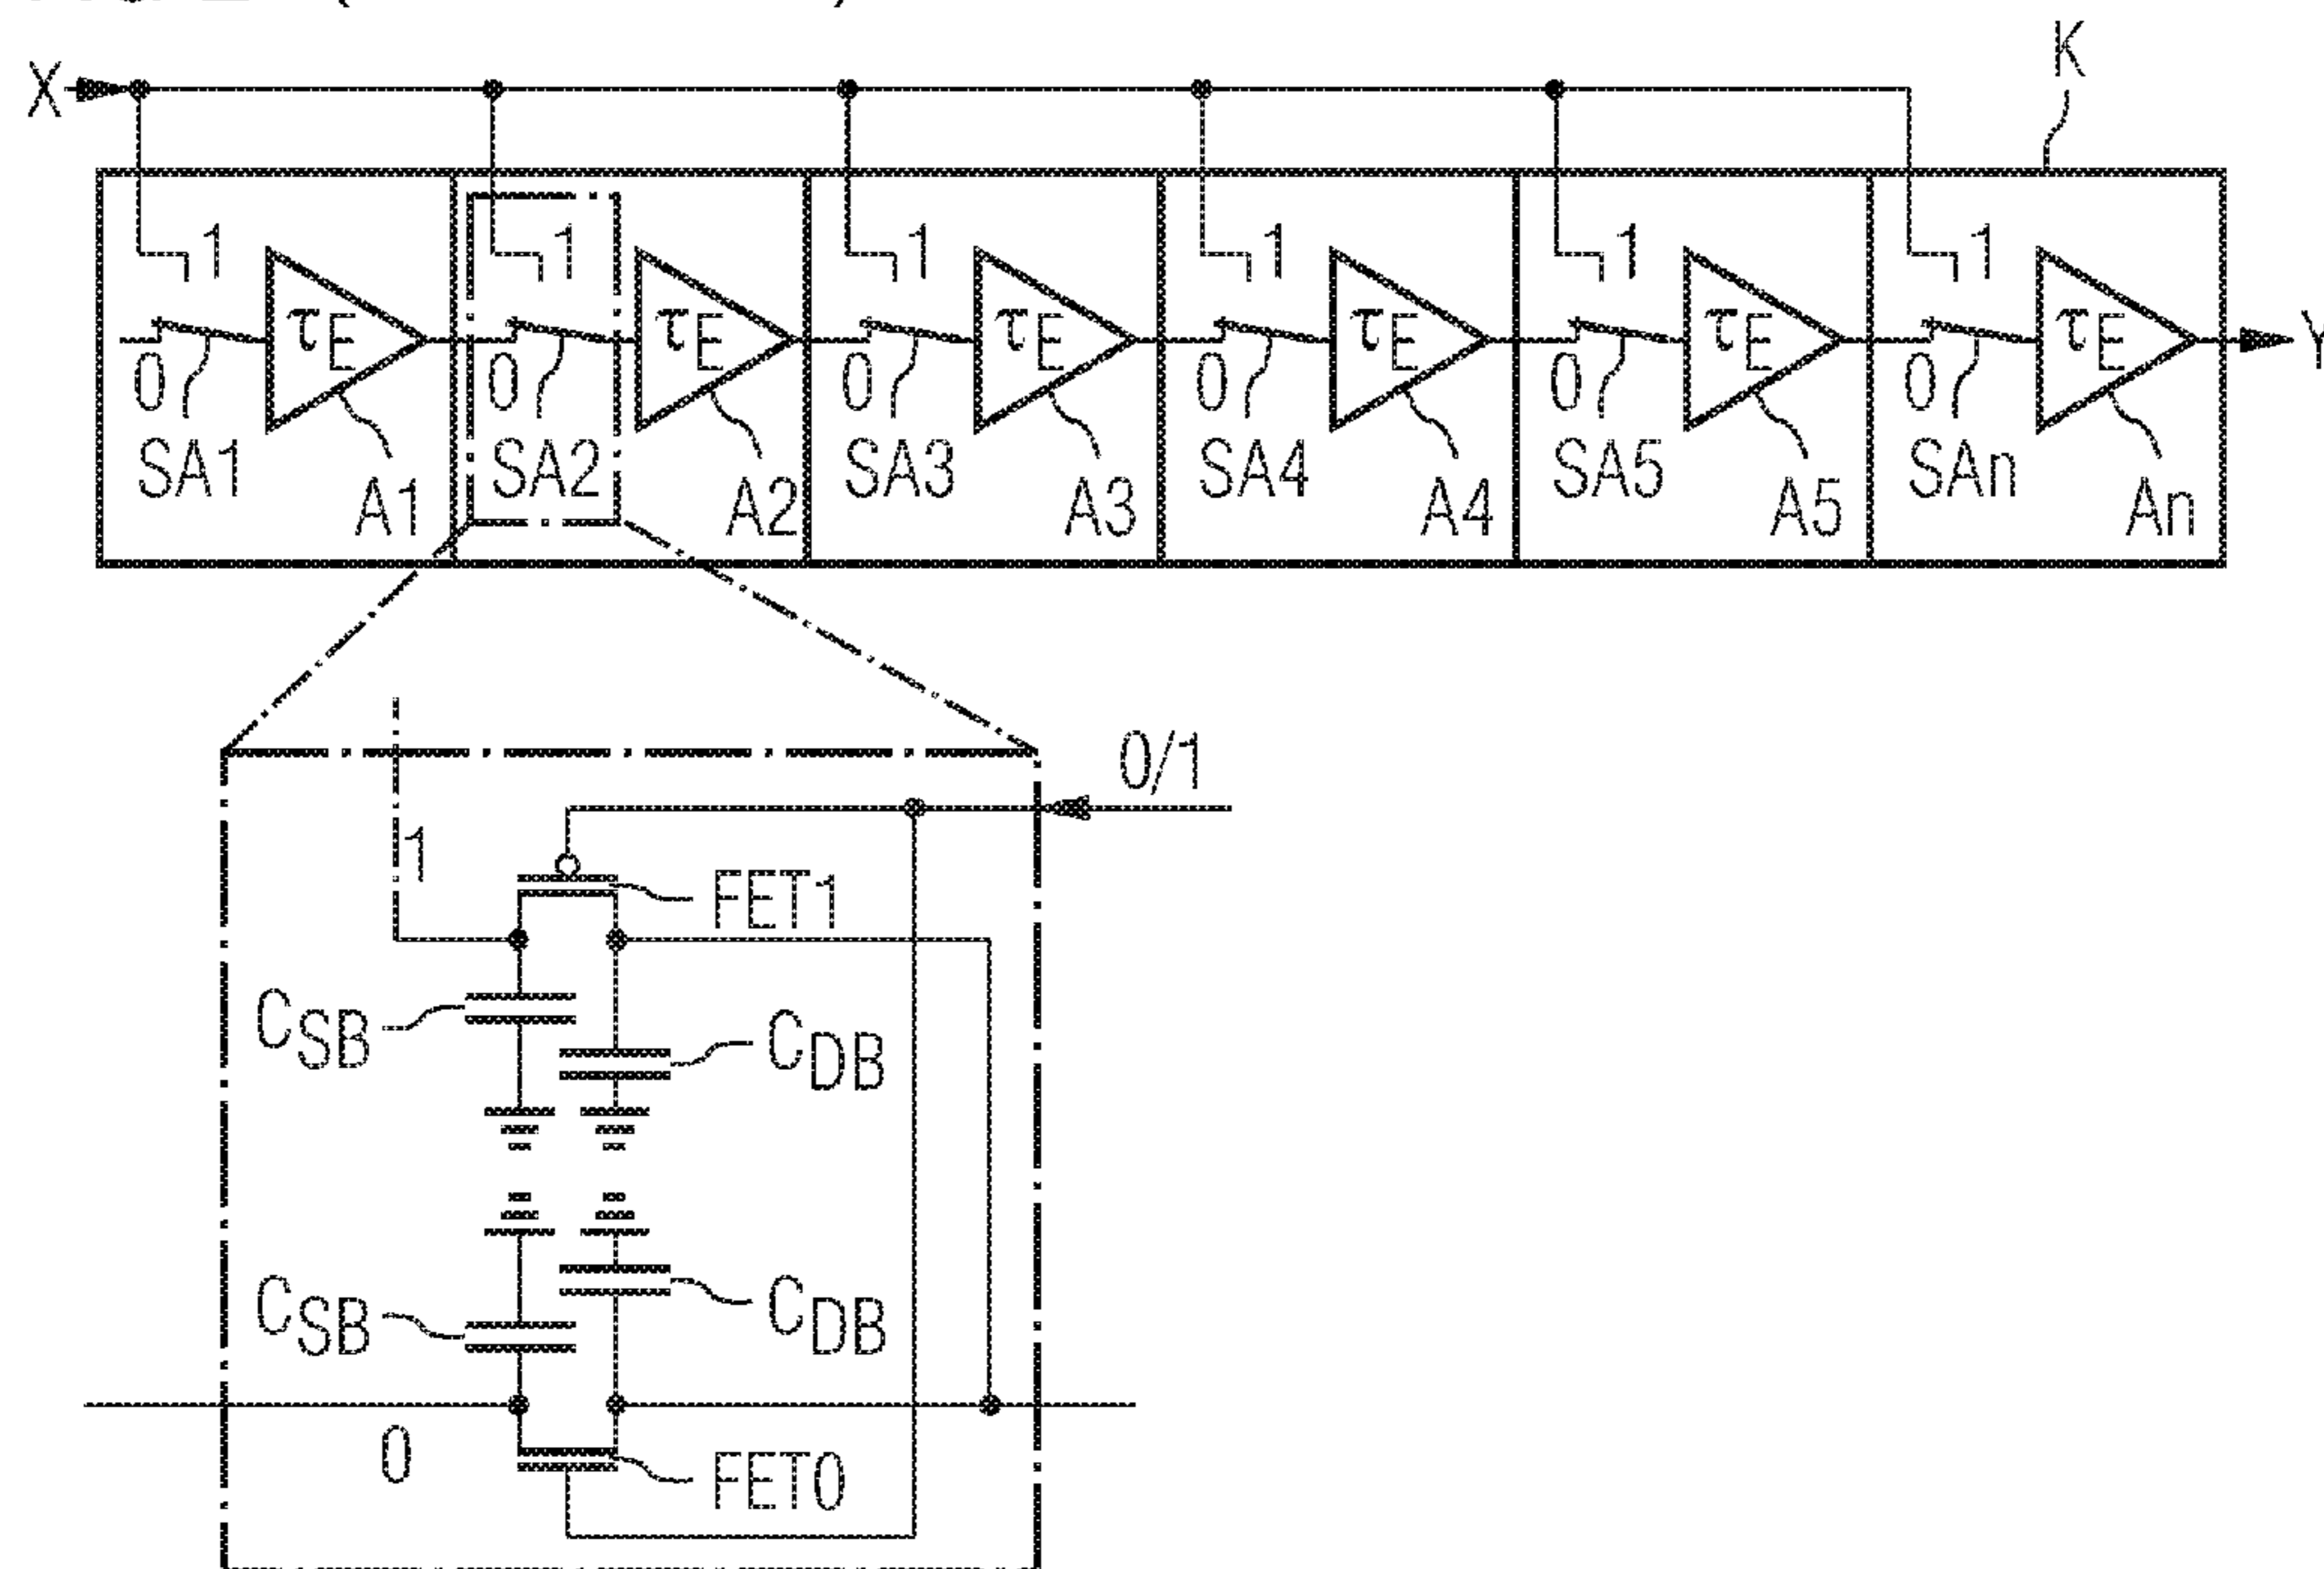 K
X
1 1 1 1 1 1
τE τE τE τE τE τE Y
0 0 0 0 0 0
SA1 SA2 SA3 SA4 SA5 SAn
A1 A2 A3 A4 A5 An
0/1
1
FET1
CSB CDB
CSB CDB
0
FET0